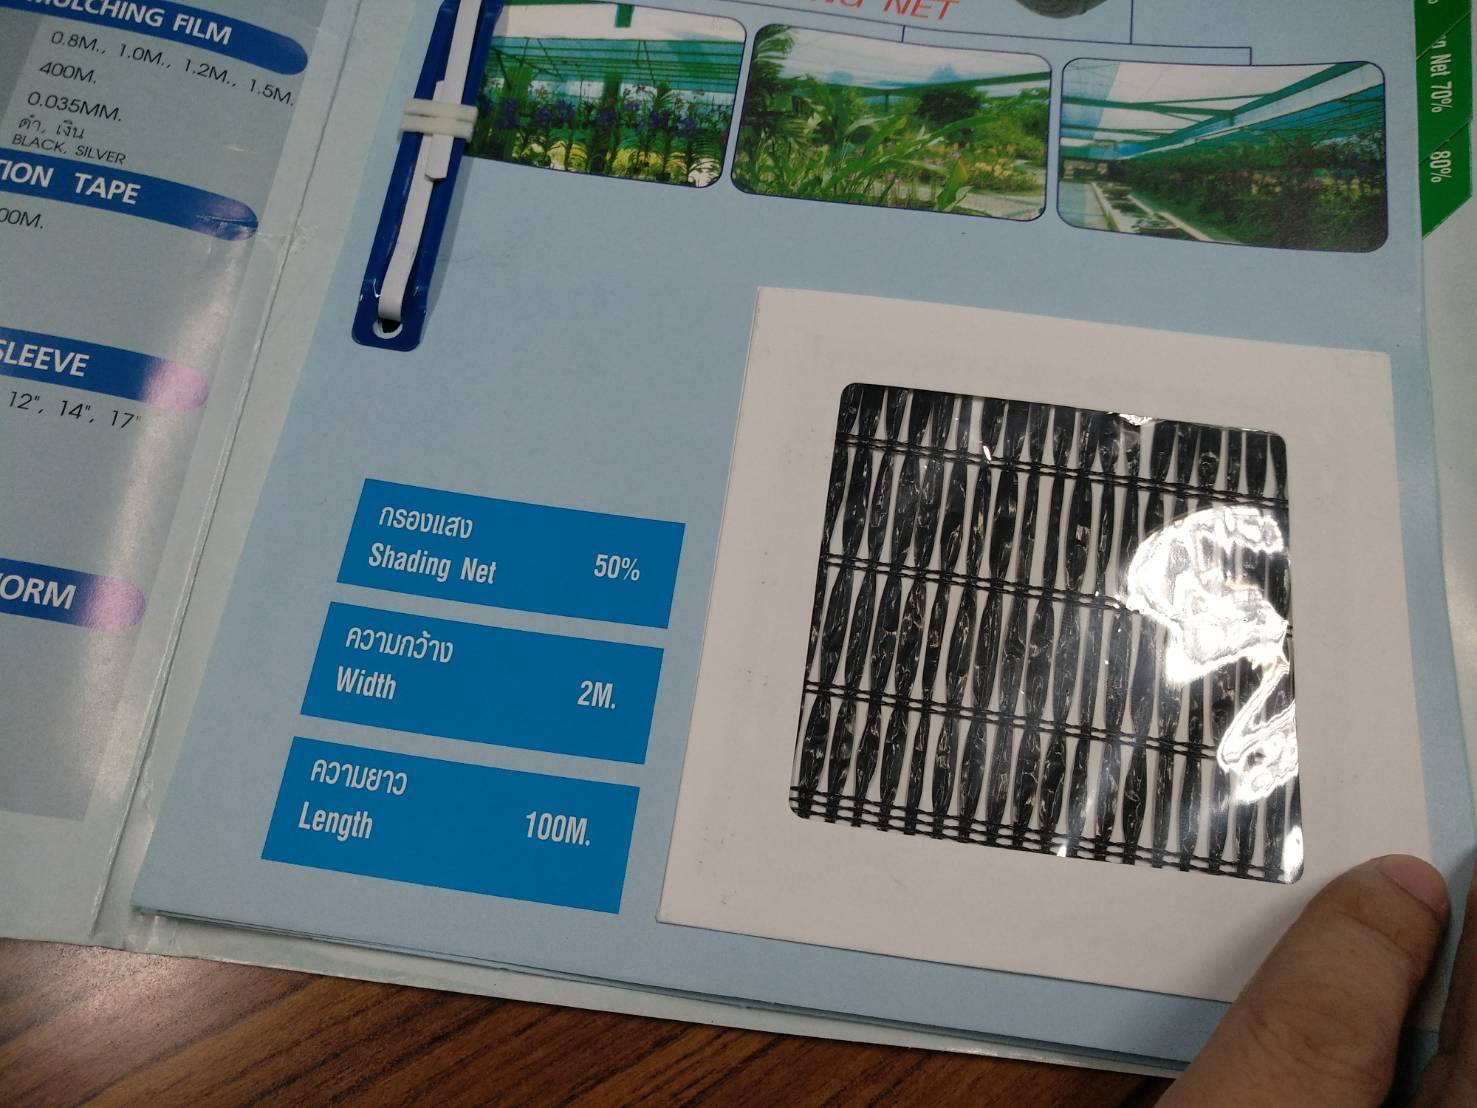 MULCHING FILM
0.8M., 1.0M., 1.2M., 1.5M.
400M.
0.035MM.
ดำ, เงิน
BLACK, SILVER
TAPE
00M.
SLEEVE
12", 14", 17"
NET
Net 70%
80%
กรองแสง
Shading Net 50%
ความกว้าง
Width 2M.
ความยาว
Length 100M.